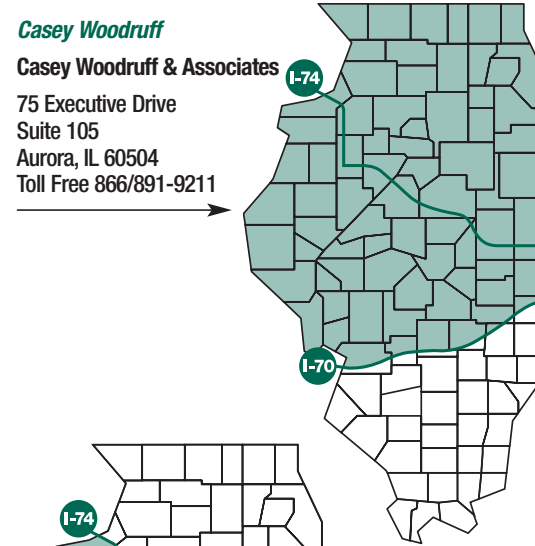 Casey Woodruff
Casey Woodruff & Associates
75 Executive Drive
Suite 105
Aurora, IL 60504
Toll Free 866/891-9211
I-74
I-70
I-74